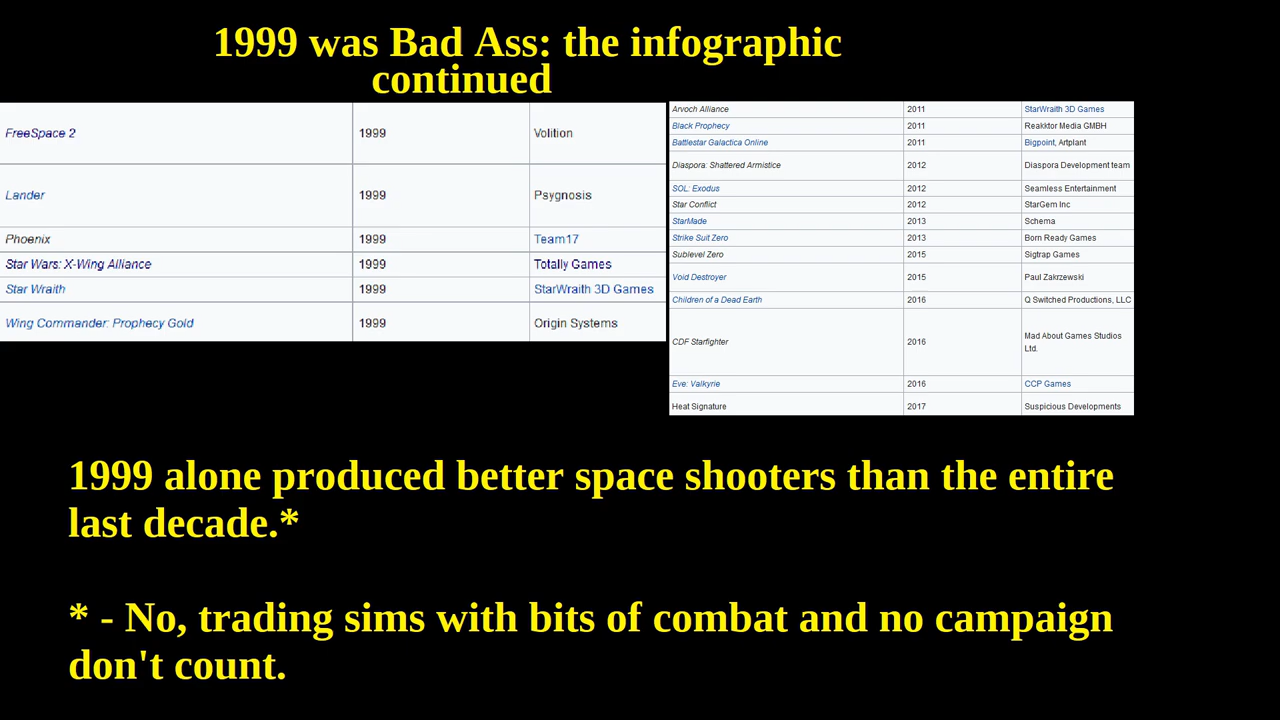 1999 was Bad Ass: the infographic
continued
FreeSpace 2 1999 Volition
Lander 1999 Psygnosis
Phoenix 1999 Team17
Star Wars: X-Wing Alliance 1999 Totally Games
Star Wraith 1999 StarWraith 3D Games
Wing Commander: Prophecy Gold 1999 Origin Systems
Arvoch Alliance 2011 StarWraith 3D Games
Black Prophecy 2011 Reakktor Media GMBH
Battlestar Galactica Online 2011 Bigpoint, Artplant
Diaspora: Shattered Armistice 2012 Diaspora Development team
SOL: Exodus 2012 Seamless Entertainment
Star Conflict 2012 StarGem Inc
StarMade 2013 Schema
Strike Suit Zero 2013 Born Ready Games
Sublevel Zero 2015 Sigtrap Games
Void Destroyer 2015 Paul Zakrzewski
Children of a Dead Earth 2016 Q Switched Productions, LLC
CDF Starfighter 2016 Mad About Games Studios
Ltd.
Eve: Valkyrie 2016 CCP Games
Heat Signature 2017 Suspicious Developments
1999 alone produced better space shooters than the entire
last decade.*
* - No, trading sims with bits of combat and no campaign
don't count.